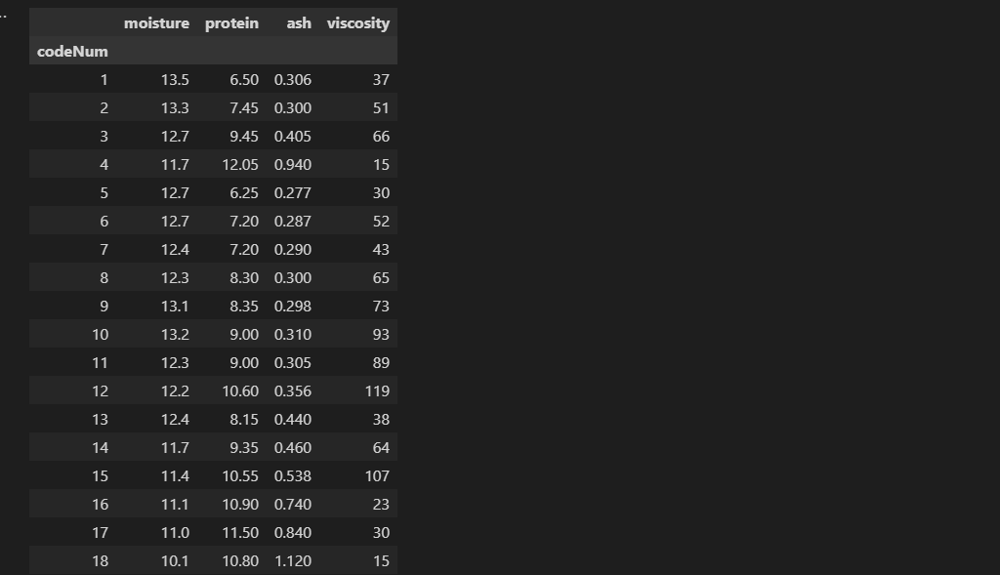 ..
moisture protein ash viscosity
codeNum
1 13.5 6.50 0.306 37
2 13.3 7.45 0.300 51
3 12.7 9.45 0.405 66
4 11.7 12.05 0.940 15
5 12.7 6.25 0.277 30
6 12.7 7.20 0.287 52
7 12.4 7.20 0.290 43
8 12.3 8.30 0.300 65
9 13.1 8.35 0.298 73
10 13.2 9.00 0.310 93
11 12.3 9.00 0.305 89
12 12.2 10.60 0.356 119
13 12.4 8.15 0.440 38
14 11.7 9.35 0.460 64
15 11.4 10.55 0.538 107
16 11.1 10.90 0.740 23
17 11.0 11.50 0.840 30
18 10.1 10.80 1.120 15